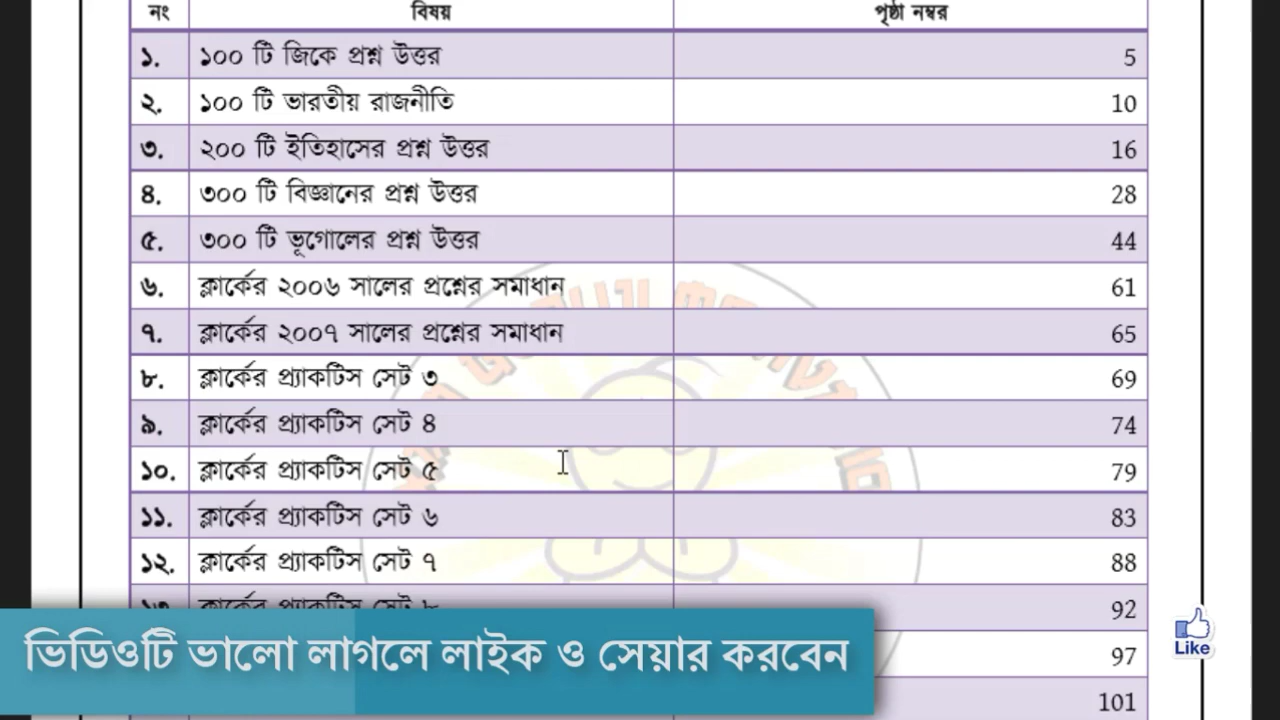 নং বিষয় পৃষ্ঠা নম্বর
১. ১০০ টি জিকে প্রশ্ন উত্তর 5
২. ১০০ টি ভারতীয় রাজনীতি 10
৩. ২০০ টি ইতিহাসের প্রশ্ন উত্তর 16
৪. ৩০০ টি বিজ্ঞানের প্রশ্ন উত্তর 28
৫. ৩০০ টি ভূগোলের প্রশ্ন উত্তর 44
৬. ক্লার্কের ২০০৬ সালের প্রশ্নের সমাধান 61
৭. ক্লার্কের ২০০৭ সালের প্রশ্নের সমাধান 65
৮. ক্লার্কের প্র্যাকটিস সেট ৩ 69
৯. ক্লার্কের প্র্যাকটিস সেট ৪ 74
১০. ক্লার্কের প্র্যাকটিস সেট ৫ 79
১১. ক্লার্কের প্র্যাকটিস সেট ৬ 83
১২. ক্লার্কের প্র্যাকটিস সেট ৭ 88
১৩. ক্লার্কের প্র্যাকটিস সেট ৮ 92
97
101
ভিডিওটি ভালো লাগলে লাইক ও সেয়ার করবেন
Like